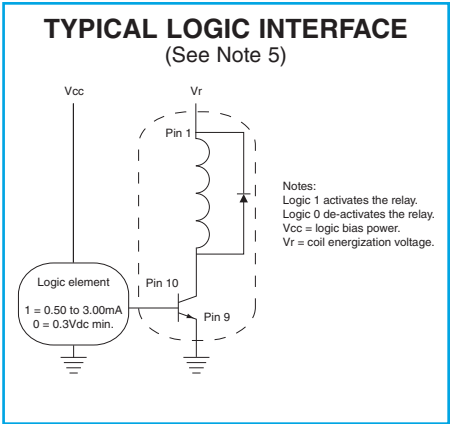 TYPICAL LOGIC INTERFACE
(See Note 5)
Vcc
Vr
Pin 1
Notes:
Logic 1 activates the relay.
Logic 0 de-activates the relay.
Vcc = logic bias power.
Vr = coil energization voltage.
Logic element
1 = 0.50 to 3.00mA
0 = 0.3Vdc min.
Pin 10
Pin 9